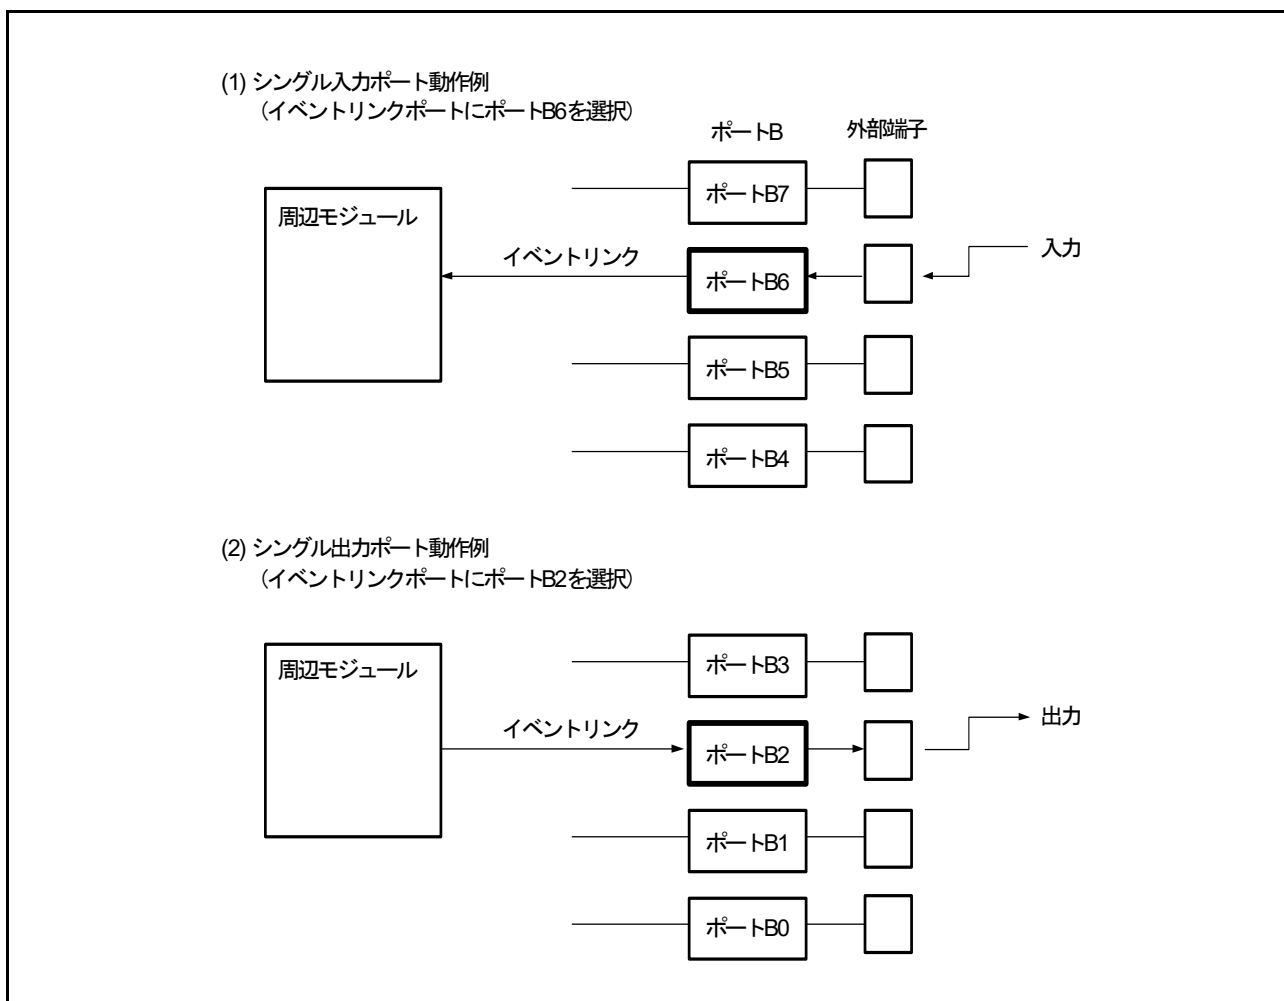 (1) シングル入力ポート動作例
（イベントリンクポートにポートB6を選択）
ポートB
外部端子
ポートB7
周辺モジュール
イベントリンク
ポートB6
入力
ポートB5
ポートB4
(2) シングル出力ポート動作例
（イベントリンクポートにポートB2を選択）
周辺モジュール
ポートB3
イベントリンク
ポートB2
出力
ポートB1
ポートB0